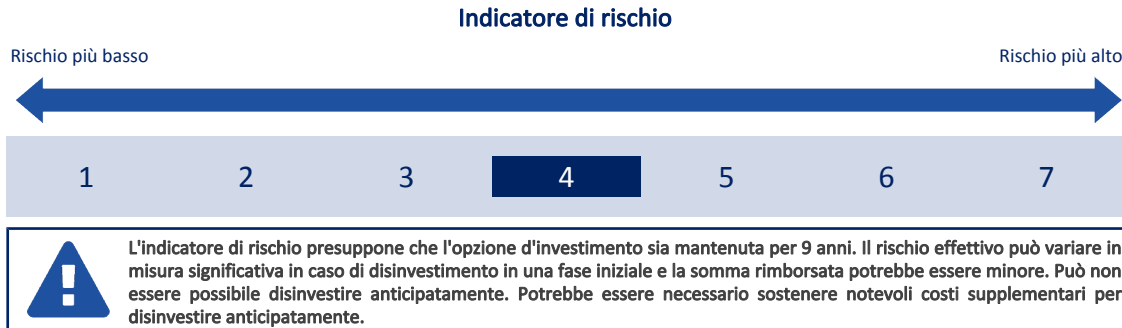 Indicatore di rischio
Rischio più basso
Rischio più alto
1 2 3 4 5 6 7
L'indicatore di rischio presuppone che l'opzione d'investimento sia mantenuta per 9 anni. Il rischio effettivo può variare in
misura significativa in caso di disinvestimento in una fase iniziale e la somma rimborsata potrebbe essere minore. Può non
essere possibile disinvestire anticipatamente. Potrebbe essere necessario sostenere notevoli costi supplementari per
disinvestire anticipatamente.